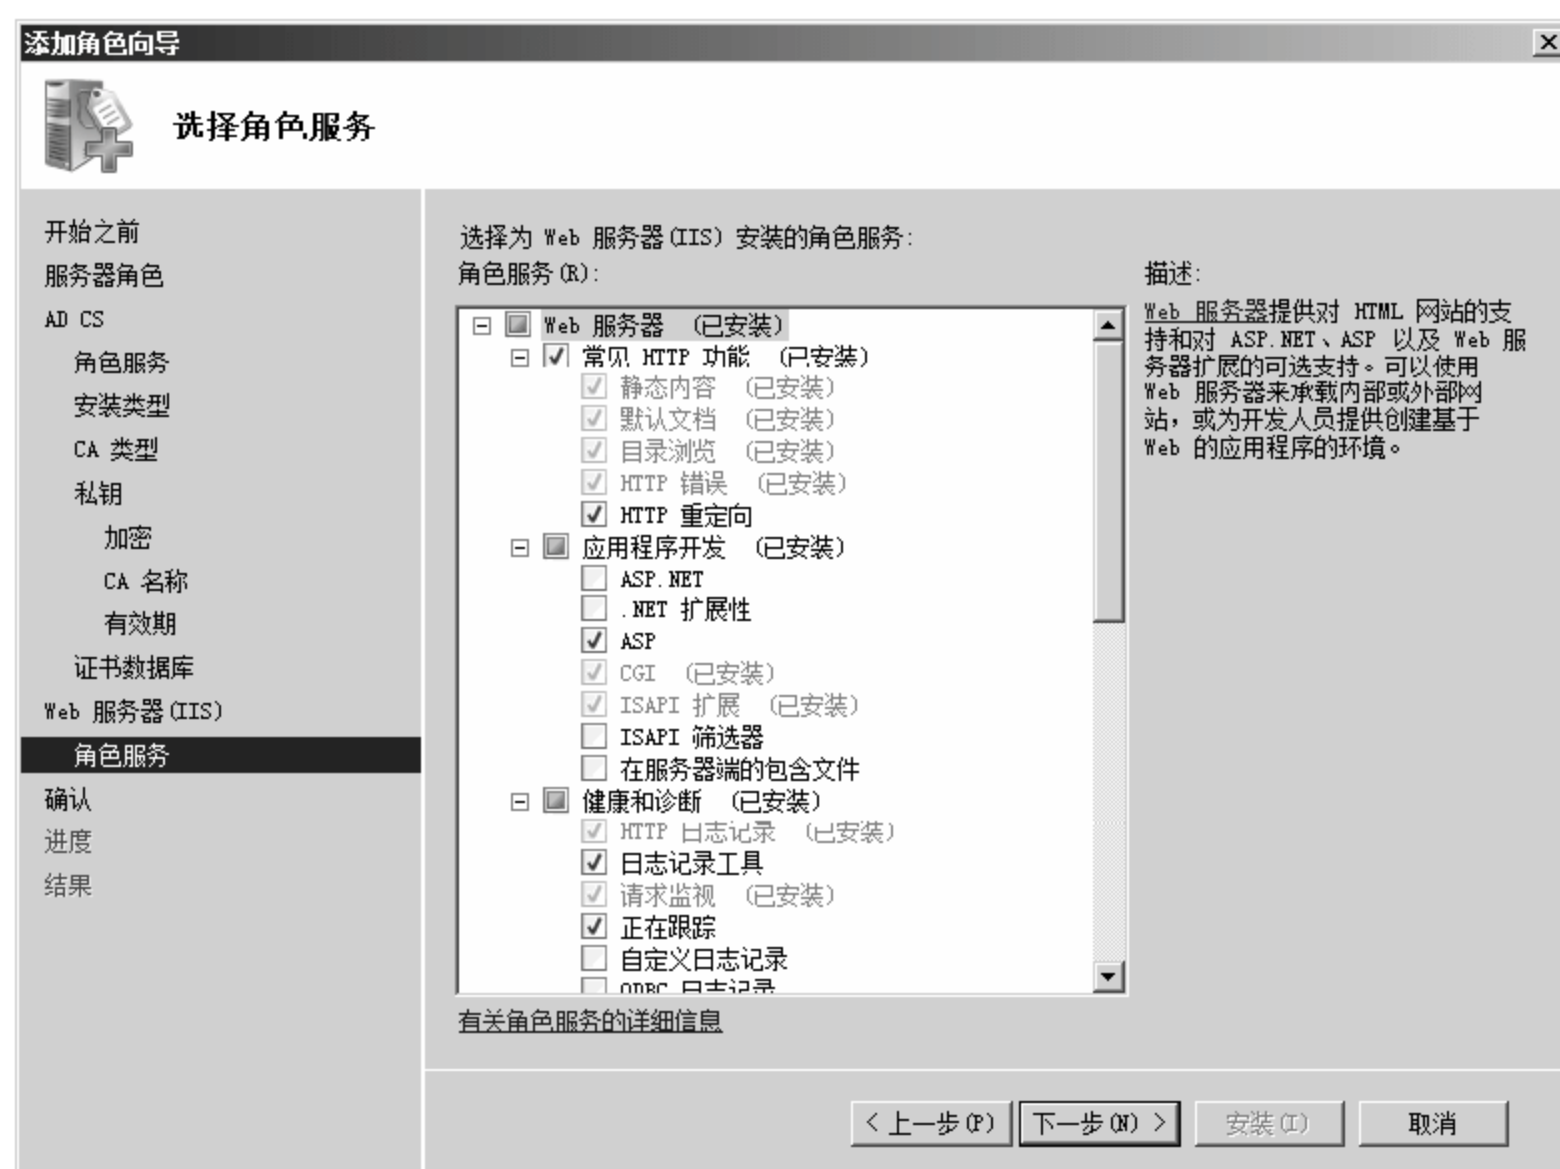 添加角色向导
选择角色服务
开始之前
服务器角色
AD CS
角色服务
安装类型
CA 类型
私钥
加密
CA 名称
有效期
证书数据库
Web 服务器(IIS)
角色服务
确认
进度
结果
选择为 Web 服务器(IIS) 安装的角色服务:
角色服务(R):
Web 服务器 (已安装)
常见 HTTP 功能 (已安装)
静态内容 (已安装)
默认文档 (已安装)
目录浏览 (已安装)
HTTP 错误 (已安装)
HTTP 重定向
应用程序开发 (已安装)
ASP.NET
.NET 扩展性
ASP
CGI (已安装)
ISAPI 扩展 (已安装)
ISAPI 筛选器
在服务器端的包含文件
健康和诊断 (已安装)
HTTP 日志记录 (已安装)
日志记录工具
请求监视 (已安装)
正在跟踪
自定义日志记录
ODBC 日志记录
有关角色服务的详细信息
描述:
Web 服务器提供对 HTML 网站的支
持和对 ASP.NET、ASP 以及 Web 服
务器扩展的可选支持。可以使用
Web 服务器来承载内部或外部网
站，或为开发人员提供创建基于
Web 的应用程序的环境。
< 上一步(P)
下一步(N) >
安装(I)
取消